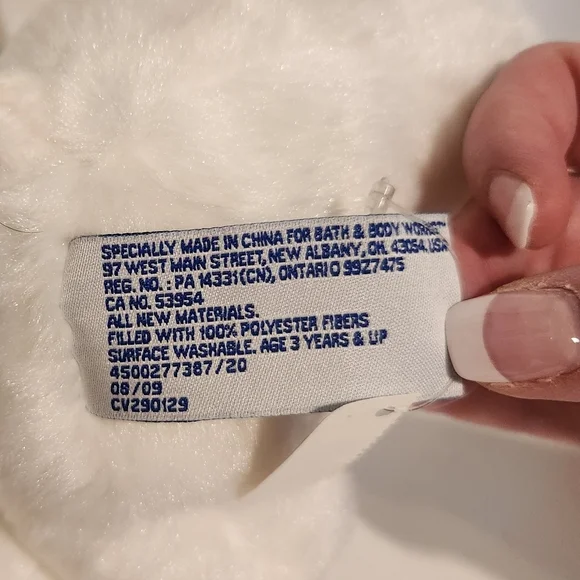 SPECIALLY MADE IN CHINA FOR BATH & BODY WORKS
97 WEST MAIN STREET, NEW ALBANY, OH. 43054. USA
REG. NO. : PA 14331(CN), ONTARIO 99Z7475
CA NO. 53954
ALL NEW MATERIALS.
FILLED WITH 100% POLYESTER FIBERS
SURFACE WASHABLE. AGE 3 YEARS & UP
4500277387/20
08/09
CV290129